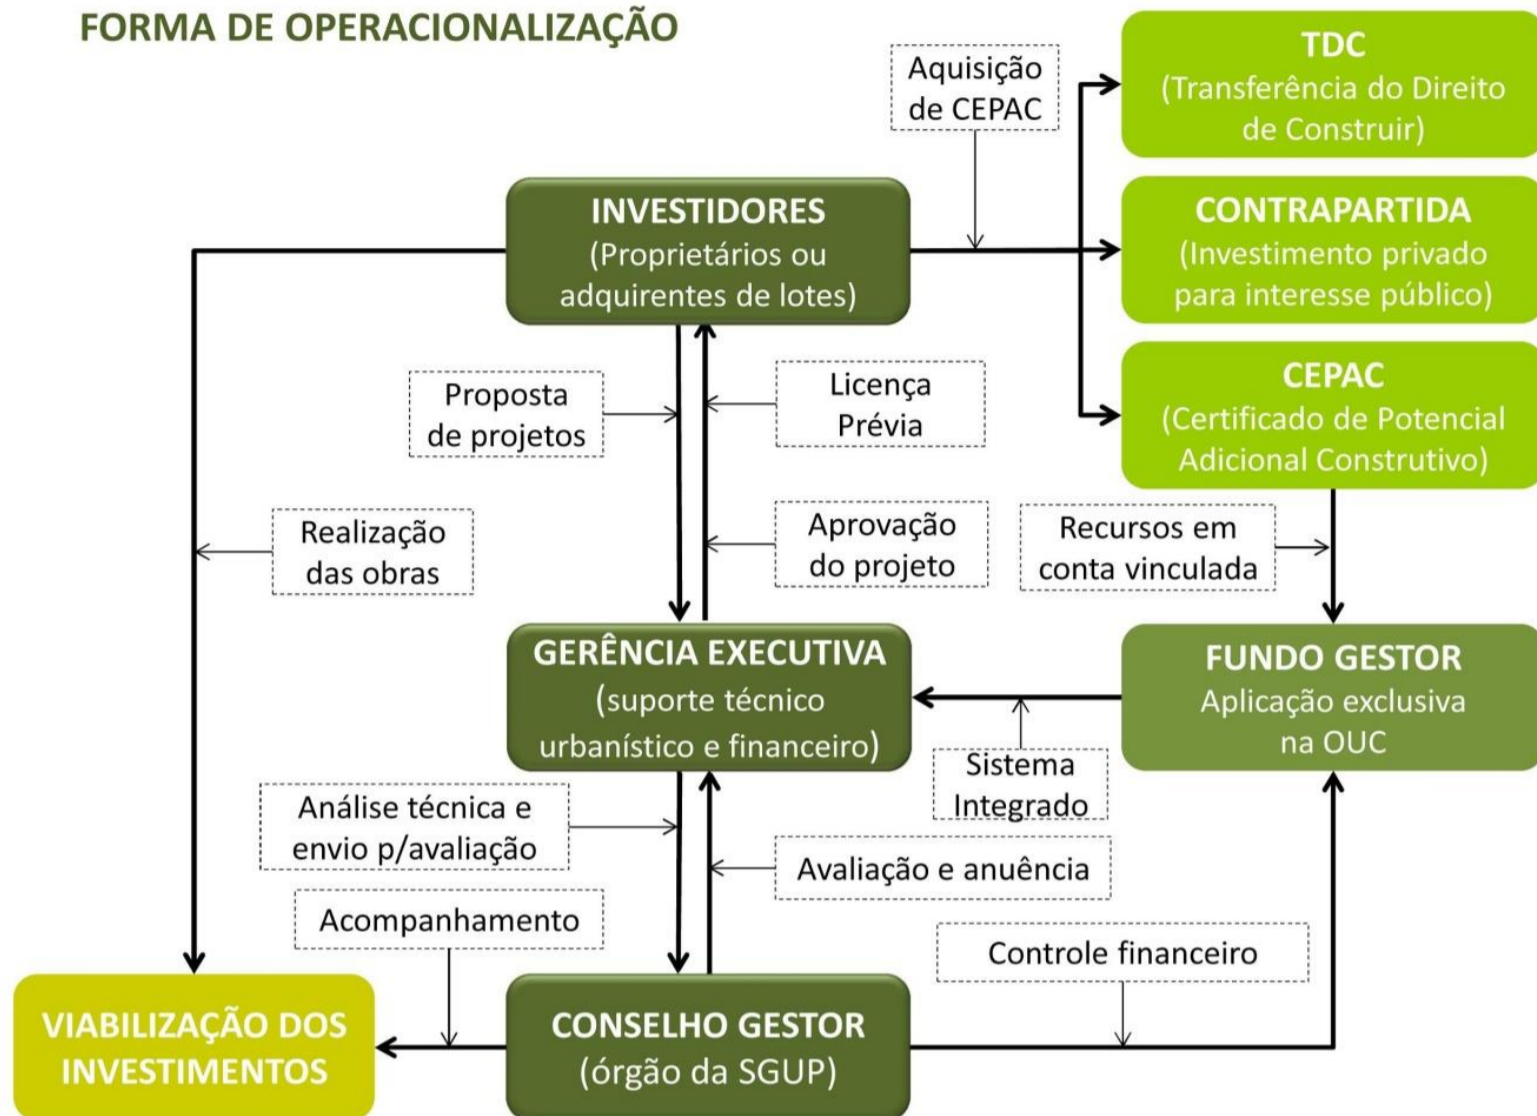 FORMA DE OPERACIONALIZAÇÃO
Aquisição
de CEPAC
TDC
(Transferência do Direito
de Construir)
INVESTIDORES
(Proprietários ou
adquirentes de lotes)
CONTRAPARTIDA
(Investimento privado
para interesse público)
CEPAC
(Certificado de Potencial
Adicional Construtivo)
Proposta
de projetos
Licença
Prévia
Realização
das obras
Aprovação
do projeto
Recursos em
conta vinculada
GERÊNCIA EXECUTIVA
(suporte técnico
urbanístico e financeiro)
FUNDO GESTOR
Aplicação exclusiva
na OUC
Sistema
Integrado
Análise técnica e
envio p/avaliação
Avaliação e anuência
Acompanhamento
Controle financeiro
VIABILIZAÇÃO DOS
INVESTIMENTOS
CONSELHO GESTOR
(órgão da SGUP)